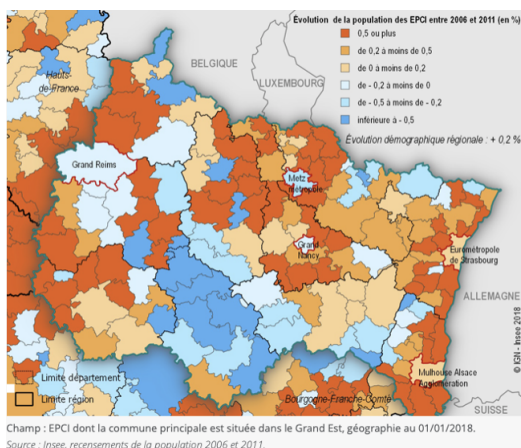 Évolution de la population des EPCI entre 2006 et 2011 (en %)
0,5 ou plus
de 0,2 à moins de 0,5
de 0 à moins de 0,2
de - 0,2 à moins de 0
de - 0,5 à moins de - 0,2
inférieure à - 0,5
Évolution démographique régionale : + 0,2 %
BELGIQUE
LUXEMBOURG
Hauts-
de-France
Grand Reims
Metz
métropole
Grand
Nancy
Eurométropole
de Strasbourg
ALLEMAGNE
Mulhouse Alsace
Agglomération
Limite département
Limite région
Bourgogne-Franche-Comté
SUISSE
© IGN - Insee 2018
Champ : EPCI dont la commune principale est située dans le Grand Est, géographie au 01/01/2018.
Source : Insee, recensements de la population 2006 et 2011.